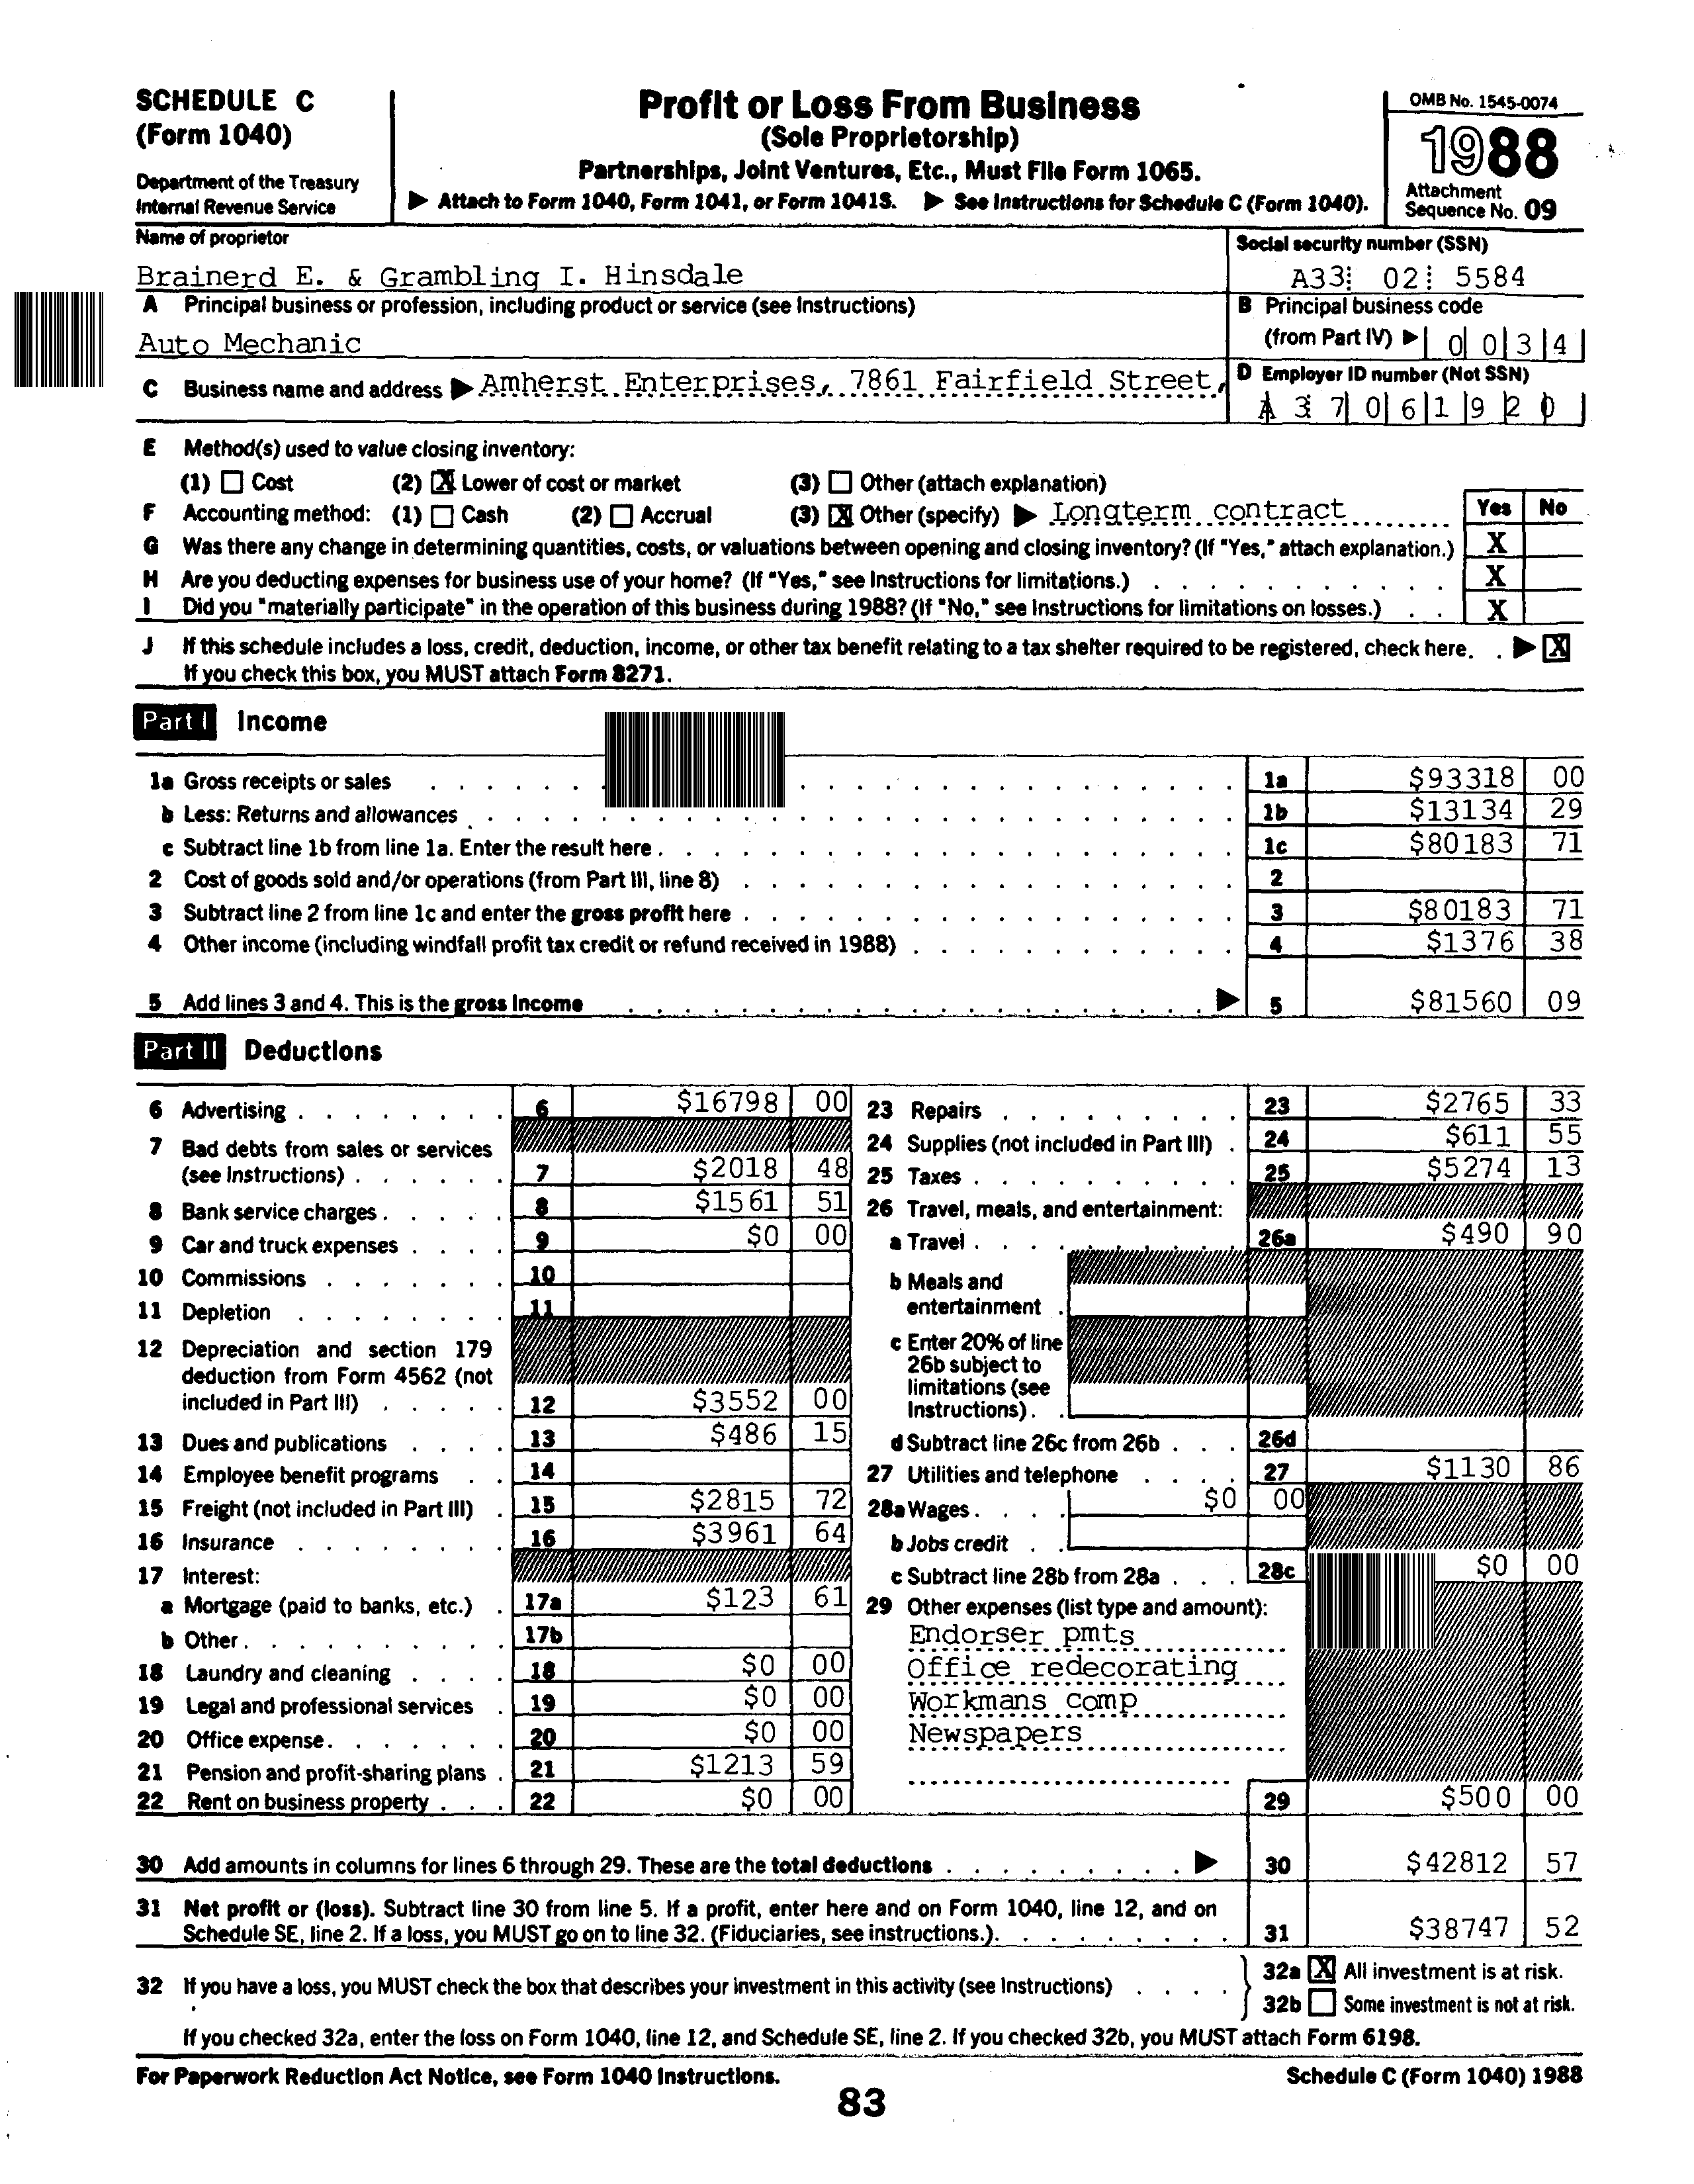 SCHEDULE C
(Form 1040)
Department of the Treasury
Internal Revenue Service
Profit or Loss From Business
(Sole Proprietorship)
Partnerships, Joint Ventures, Etc., Must File Form 1065.
▶ Attach to Form 1040, Form 1041, or Form 1041S. ▶ See Instructions for Schedule C (Form 1040).
OMB No. 1545-0074
1988
Attachment
Sequence No. 09
Name of proprietor
Brainerd E. & Grambling I. Hinsdale
Social security number (SSN)
A33 02 5584
A Principal business or profession, including product or service (see Instructions)
Auto Mechanic
B Principal business code
(from Part IV) ▶ 0 0 3 4
C Business name and address ▶ Amherst Enterprises, 7861 Fairfield Street,
D Employer ID number (Not SSN)
A 3 7 0 6 1 9 2 0
E Method(s) used to value closing inventory:
(1) ☐ Cost (2) ☒ Lower of cost or market (3) ☐ Other (attach explanation)
F Accounting method: (1) ☐ Cash (2) ☐ Accrual (3) ☒ Other (specify) ▶ Longterm contract
Yes No
G Was there any change in determining quantities, costs, or valuations between opening and closing inventory? (If "Yes," attach explanation.) X
H Are you deducting expenses for business use of your home? (If "Yes," see Instructions for limitations.) X
I Did you "materially participate" in the operation of this business during 1988? (If "No," see Instructions for limitations on losses.) X
J If this schedule includes a loss, credit, deduction, income, or other tax benefit relating to a tax shelter required to be registered, check here. ▶ ☒
If you check this box, you MUST attach Form 8271.
Part I Income
1a Gross receipts or sales 1a $93318 00
b Less: Returns and allowances 1b $13134 29
c Subtract line 1b from line 1a. Enter the result here 1c $80183 71
2 Cost of goods sold and/or operations (from Part III, line 8) 2
3 Subtract line 2 from line 1c and enter the gross profit here 3 $80183 71
4 Other income (including windfall profit tax credit or refund received in 1988) 4 $1376 38
5 Add lines 3 and 4. This is the gross income ▶ 5 $81560 09
Part II Deductions
6 Advertising 6 $16798 00
7 Bad debts from sales or services
(see Instructions) 7 $2018 48
8 Bank service charges 8 $1561 51
9 Car and truck expenses 9 $0 00
10 Commissions 10
11 Depletion 11
12 Depreciation and section 179
deduction from Form 4562 (not
included in Part III) 12 $3552 00
13 Dues and publications 13 $486 15
14 Employee benefit programs 14
15 Freight (not included in Part III) 15 $2815 72
16 Insurance 16 $3961 64
17 Interest:
a Mortgage (paid to banks, etc.) 17a $123 61
b Other 17b
18 Laundry and cleaning 18 $0 00
19 Legal and professional services 19 $0 00
20 Office expense 20 $0 00
21 Pension and profit-sharing plans 21 $1213 59
22 Rent on business property 22 $0 00
23 Repairs 23 $2765 33
24 Supplies (not included in Part III) 24 $611 55
25 Taxes 25 $5274 13
26 Travel, meals, and entertainment:
a Travel 26a $490 90
b Meals and
entertainment
c Enter 20% of line
26b subject to
limitations (see
Instructions)
d Subtract line 26c from 26b 26d
27 Utilities and telephone 27 $1130 86
28a Wages $0 00
b Jobs credit
c Subtract line 28b from 28a 28c $0 00
29 Other expenses (list type and amount):
Endorser pmts
Office redecorating
Workmans comp
Newspapers
29 $500 00
30 Add amounts in columns for lines 6 through 29. These are the total deductions ▶ 30 $42812 57
31 Net profit or (loss). Subtract line 30 from line 5. If a profit, enter here and on Form 1040, line 12, and on
Schedule SE, line 2. If a loss, you MUST go on to line 32. (Fiduciaries, see instructions.) 31 $38747 52
32 If you have a loss, you MUST check the box that describes your investment in this activity (see Instructions)
32a ☒ All investment is at risk.
32b ☐ Some investment is not at risk.
If you checked 32a, enter the loss on Form 1040, line 12, and Schedule SE, line 2. If you checked 32b, you MUST attach Form 6198.
For Paperwork Reduction Act Notice, see Form 1040 Instructions.
Schedule C (Form 1040) 1988
83